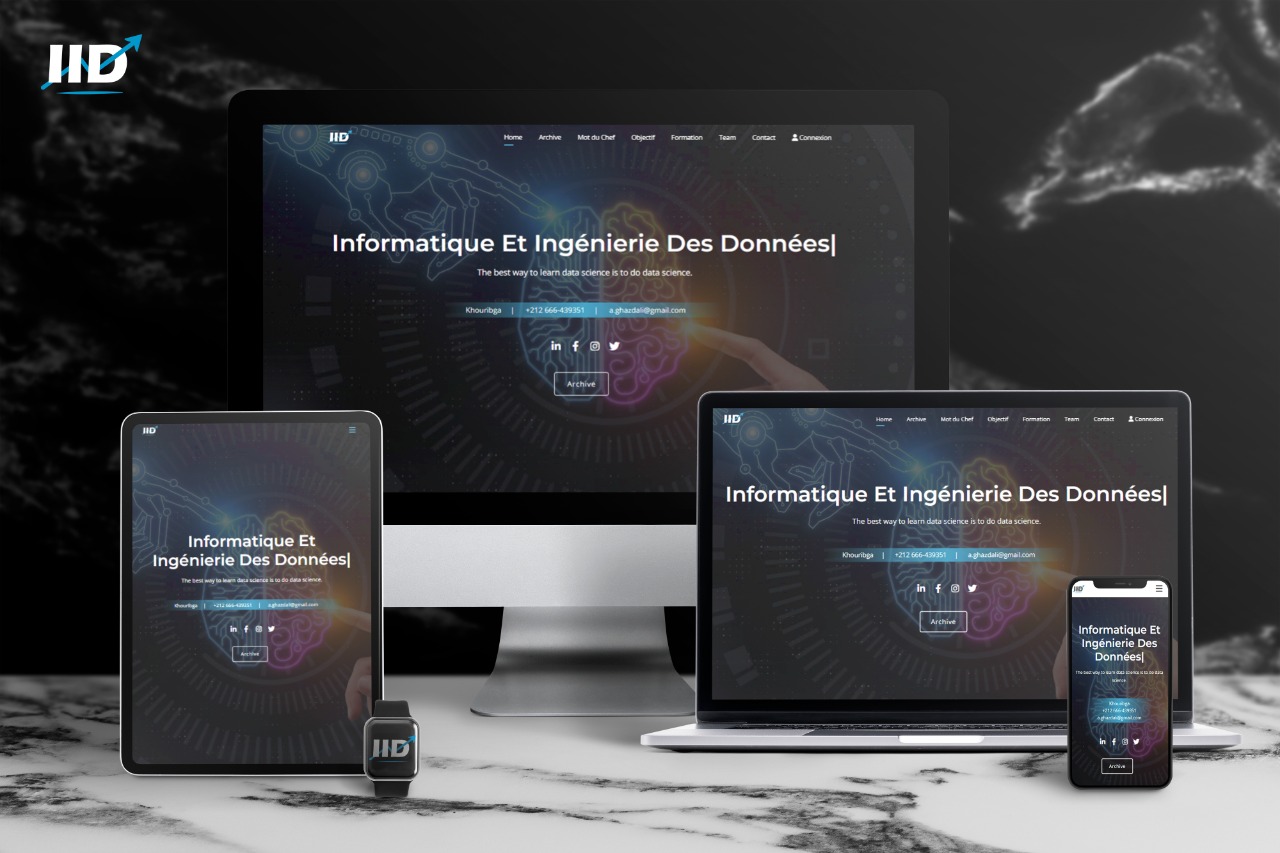 IID
IID
Home Archive Mot du Chef Objectif Formation Team Contact Connexion
Informatique Et Ingénierie Des Données|
The best way to learn data science is to do data science.
Khouribga | +212 666-439351 | a.ghazdali@gmail.com
Archive
IID
Informatique Et
Ingénierie Des Données|
The best way to learn data science is to do data science.
Khouribga | +212 666-439351 | a.ghazdali@gmail.com
Archive
IID
IID
Home Archive Mot du Chef Objectif Formation Team Contact Connexion
Informatique Et Ingénierie Des Données|
The best way to learn data science is to do data science.
Khouribga | +212 666-439351 | a.ghazdali@gmail.com
Archive
IID
Informatique Et
Ingénierie Des
Données|
The best way to learn data science is to do data
science.
Khouribga
+212 666-439351
a.ghazdali@gmail.com
Archive